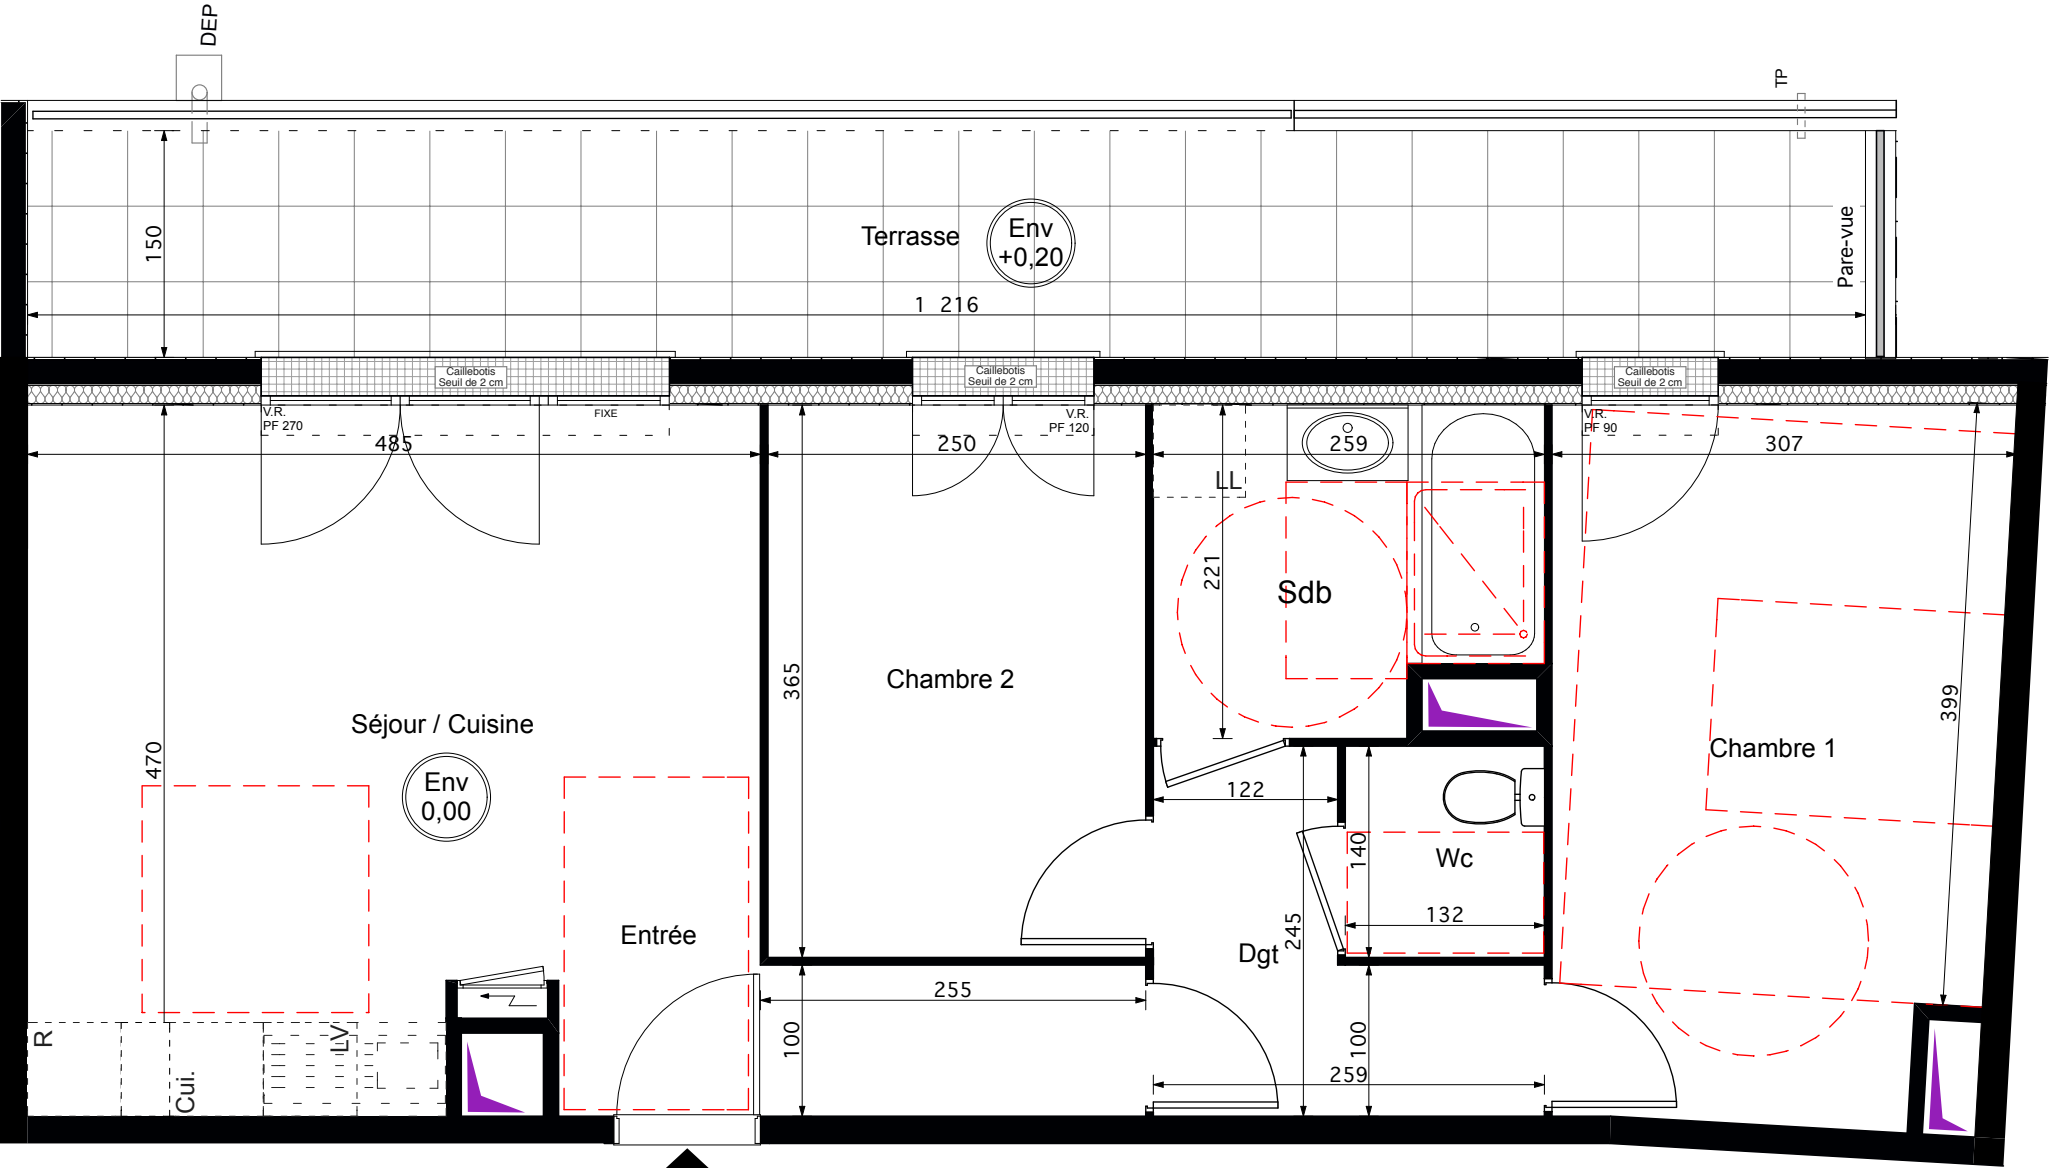 DEP
TP
Terrasse
Env
+0,20
Pare-vue
150
1 216
Caillebotis
Seuil de 2 cm
Caillebotis
Seuil de 2 cm
Caillebotis
Seuil de 2 cm
V.R.
PF 270
FIXE
V.R.
PF 120
V.R.
PF 90
485
250
259
307
LL
221
Sdb
365
Chambre 2
399
Séjour / Cuisine
470
Env
0,00
Chambre 1
122
140
Wc
132
245
Entrée
Dgt
255
R
LV
Cui.
100
100
259